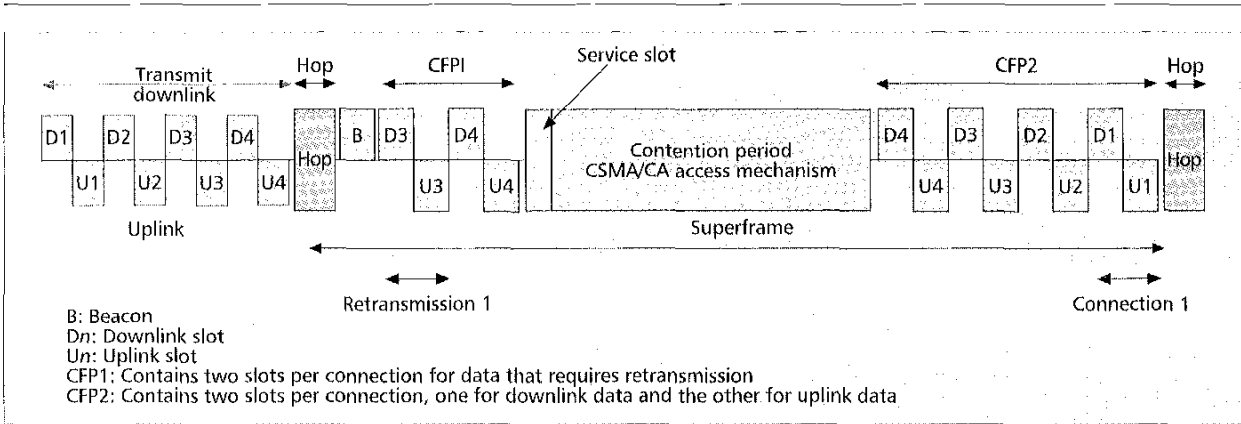 Service slot
Hop
CFPI
CFP2
Hop
Transmit
downlink
D1
D2
D3
D4
Hop
B
D3
D4
Contention period
CSMA/CA access mechanism
D4
D3
D2
D1
Hop
U1
U2
U3
U4
U3
U4
U4
U3
U2
U1
Uplink
Superframe
Retransmission 1
Connection 1
B: Beacon
Dn: Downlink slot
Un: Uplink slot
CFP1: Contains two slots per connection for data that requires retransmission
CFP2: Contains two slots per connection, one for downlink data and the other for uplink data